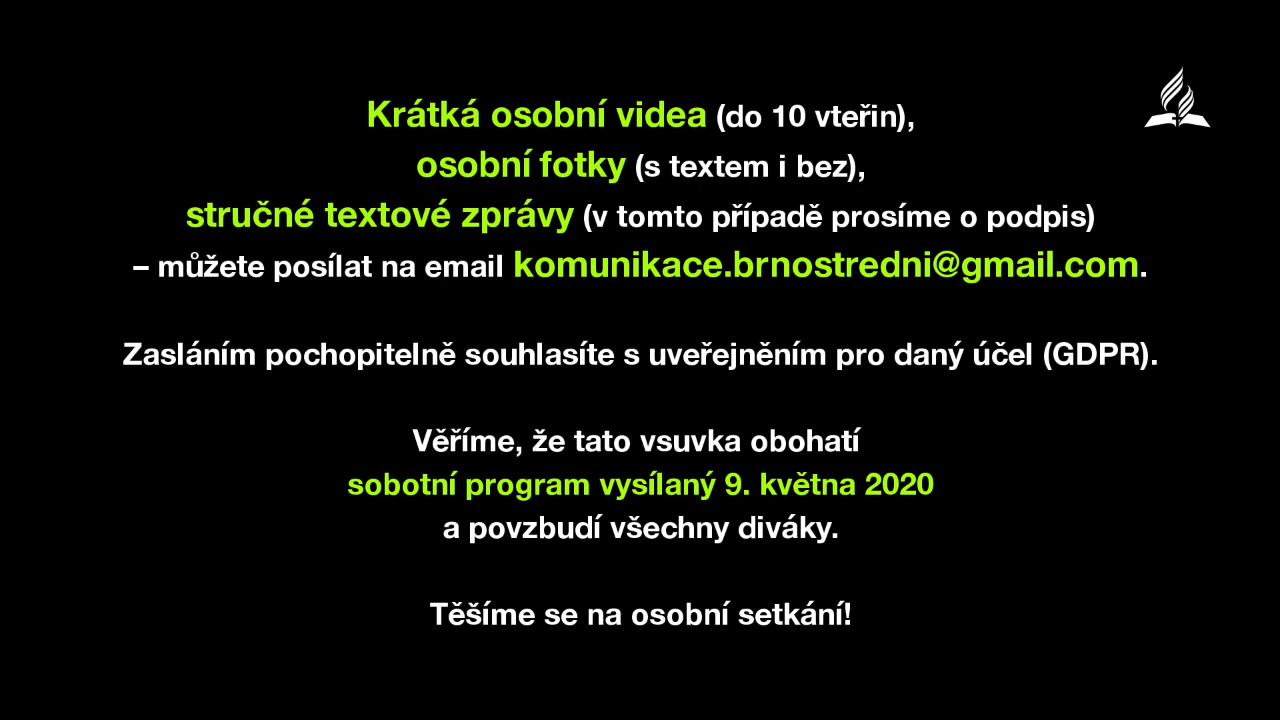 Krátká osobní videa (do 10 vteřin),
osobní fotky (s textem i bez),
stručné textové zprávy (v tomto případě prosíme o podpis)
– můžete posílat na email komunikace.brnostredni@gmail.com.
Zasláním pochopitelně souhlasíte s uveřejněním pro daný účel (GDPR).
Věříme, že tato vsuvka obohatí
sobotní program vysílaný 9. května 2020
a povzbudí všechny diváky.
Těšíme se na osobní setkání!